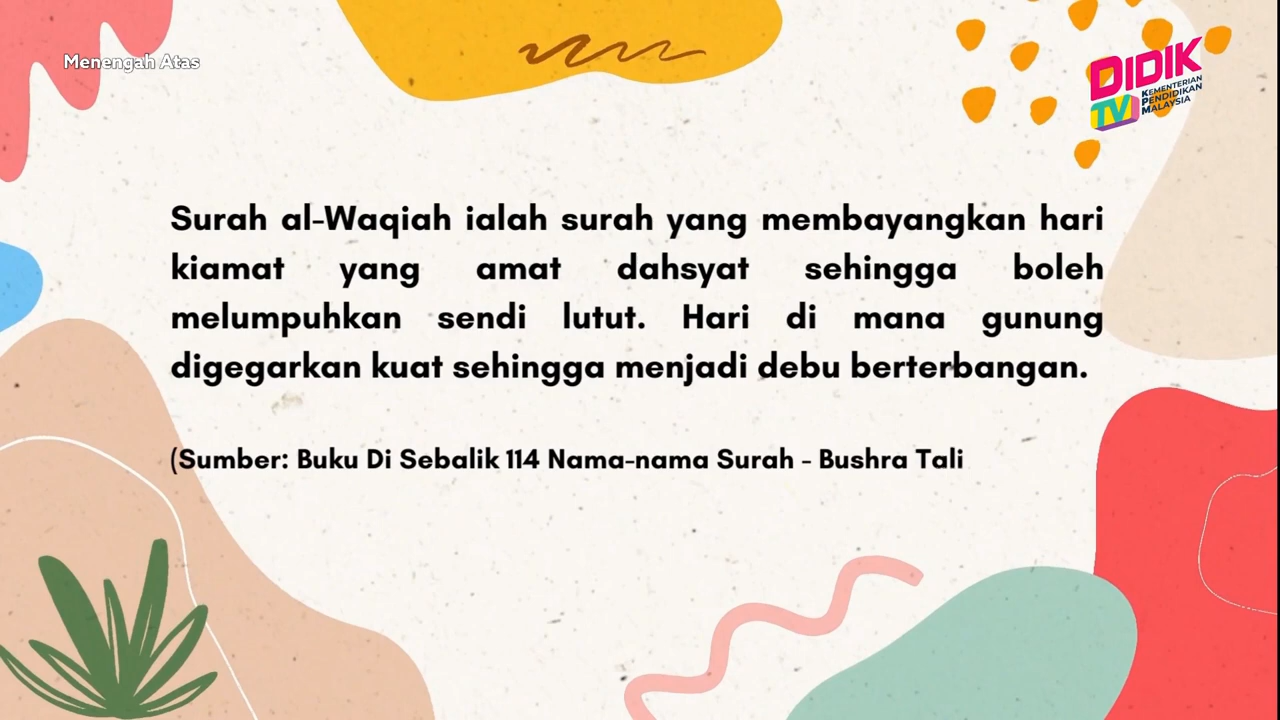 Menengah Atas
DIDIK
TV
KEMENTERIAN
PENDIDIKAN
MALAYSIA
Surah al-Waqiah ialah surah yang membayangkan hari
kiamat yang amat dahsyat sehingga boleh
melumpuhkan sendi lutut. Hari di mana gunung
digegarkan kuat sehingga menjadi debu berterbangan.
(Sumber: Buku Di Sebalik 114 Nama-nama Surah - Bushra Tali